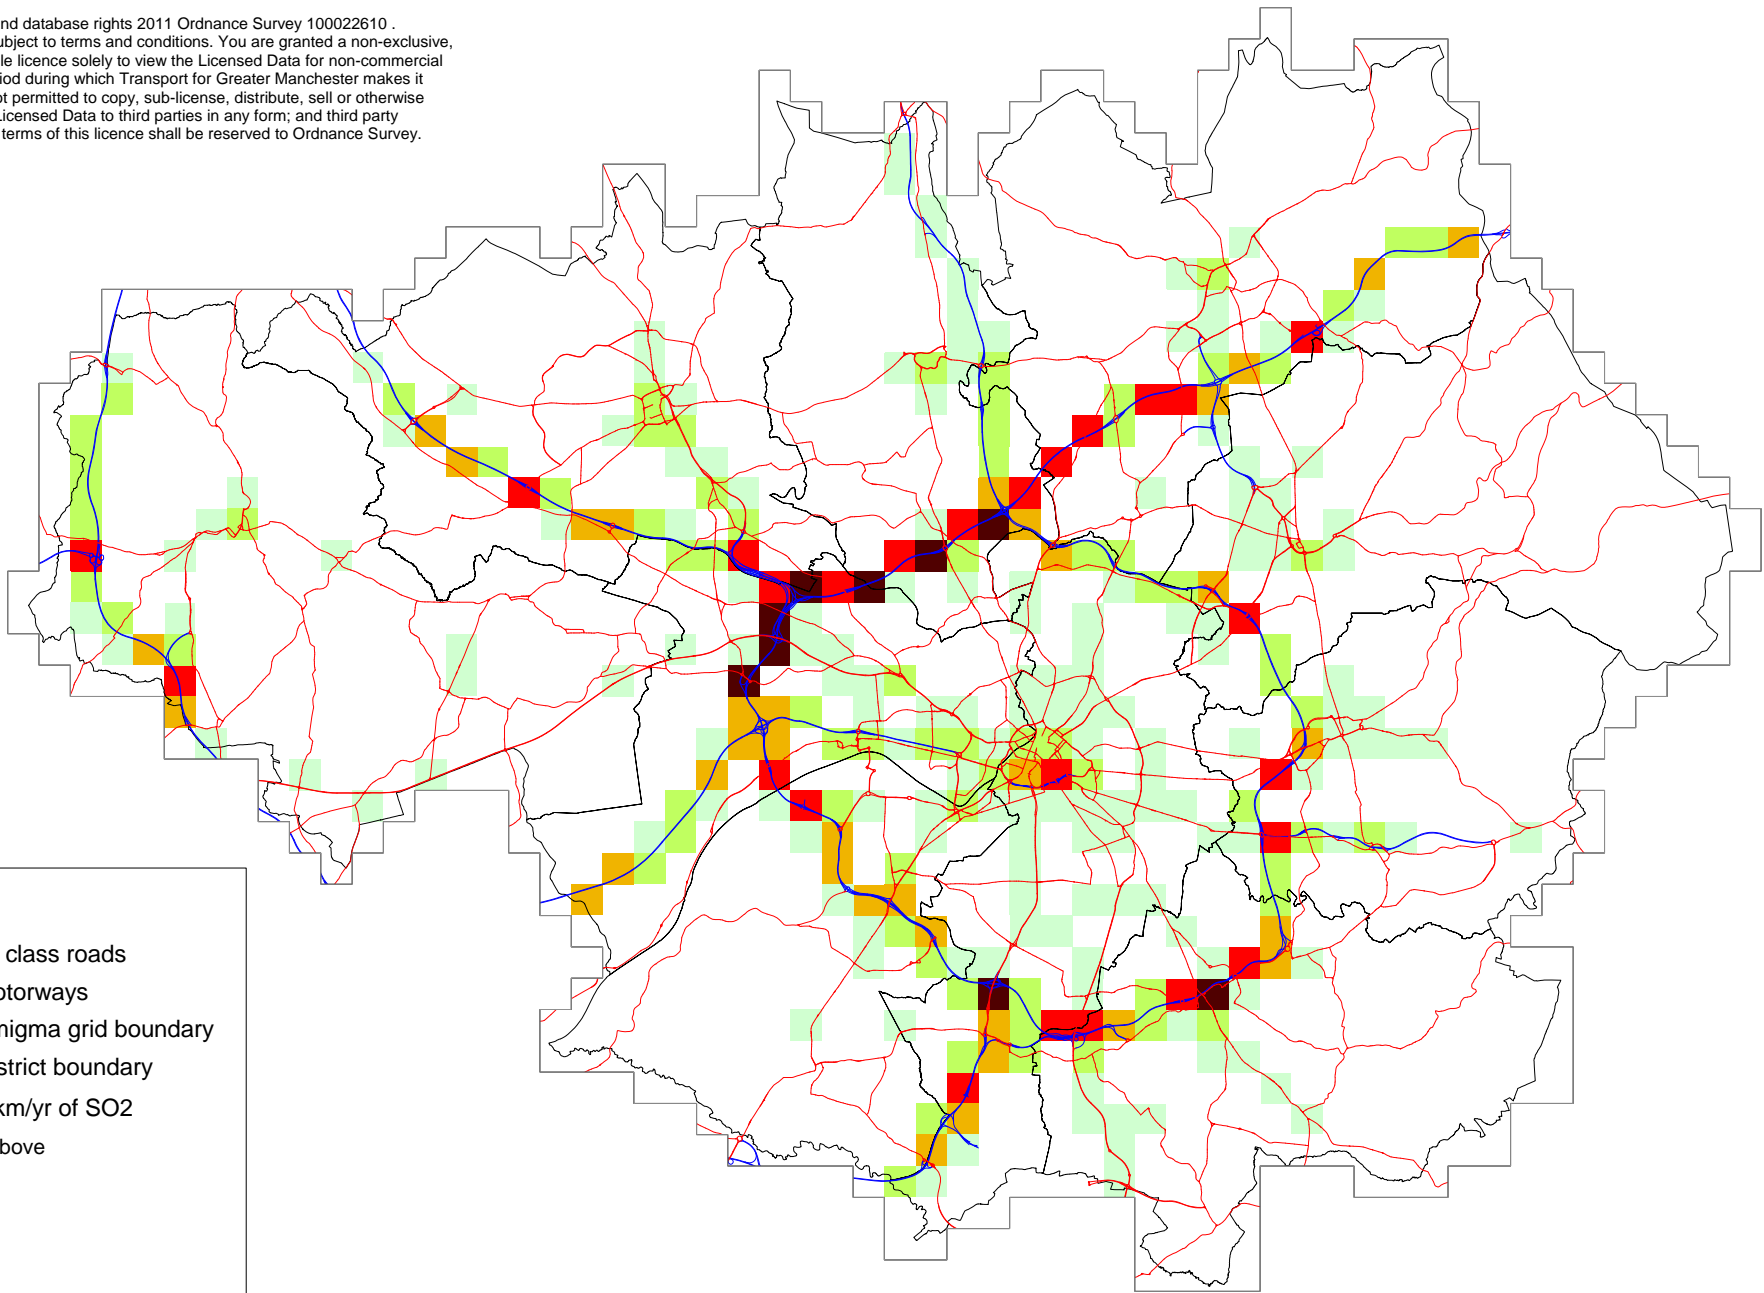 nd database rights 2011 Ordnance Survey 100022610 .
ubject to terms and conditions. You are granted a non-exclusive,
le licence solely to view the Licensed Data for non-commercial
iod during which Transport for Greater Manchester makes it
ot permitted to copy, sub-license, distribute, sell or otherwise
Licensed Data to third parties in any form; and third party
terms of this licence shall be reserved to Ordnance Survey.
class roads
otorways
migma grid boundary
strict boundary
km/yr of SO2
bove